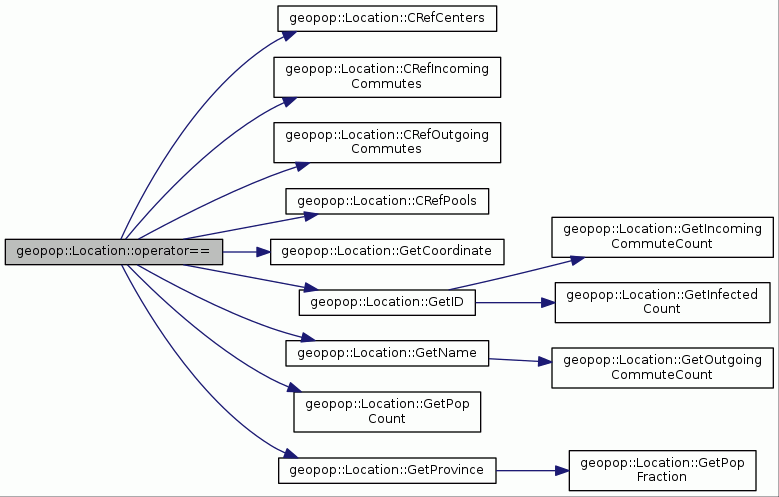 geopop::Location::CRefCenters
geopop::Location::CRefIncoming
Commutes
geopop::Location::CRefOutgoing
Commutes
geopop::Location::CRefPools
geopop::Location::operator==
geopop::Location::GetCoordinate
geopop::Location::GetIncoming
CommuteCount
geopop::Location::GetID
geopop::Location::GetInfected
Count
geopop::Location::GetName
geopop::Location::GetOutgoing
CommuteCount
geopop::Location::GetPop
Count
geopop::Location::GetProvince
geopop::Location::GetPop
Fraction